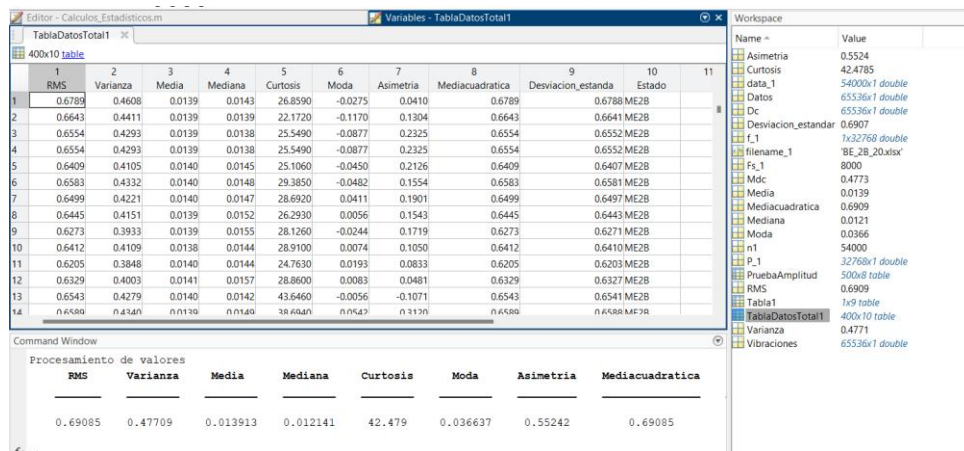 Editor - Calculos_Estadisticos.m
Variables - TablaDatosTotal1
TablaDatosTotal1
400x10 table
1 2 3 4 5 6 7 8 9 10 11
RMS Varianza Media Mediana Curtosis Moda Asimetria Mediacuadratica Desviacion_estanda Estado
1 0.6789 0.4608 0.0139 0.0143 26.8590 -0.0275 0.0410 0.6789 0.6788 ME2B
2 0.6643 0.4411 0.0139 0.0139 22.1720 -0.1170 0.1304 0.6643 0.6641 ME2B
3 0.6554 0.4293 0.0139 0.0138 25.5490 -0.0877 0.2325 0.6554 0.6552 ME2B
4 0.6554 0.4293 0.0139 0.0138 25.5490 -0.0877 0.2325 0.6554 0.6552 ME2B
5 0.6409 0.4105 0.0140 0.0145 25.1060 -0.0450 0.2126 0.6409 0.6407 ME2B
6 0.6583 0.4332 0.0140 0.0148 29.3850 -0.0482 0.1554 0.6583 0.6581 ME2B
7 0.6499 0.4221 0.0140 0.0147 28.6920 0.0411 0.1901 0.6499 0.6497 ME2B
8 0.6445 0.4151 0.0139 0.0152 26.2930 0.0056 0.1543 0.6445 0.6443 ME2B
9 0.6273 0.3933 0.0139 0.0155 28.1260 -0.0244 0.1719 0.6273 0.6271 ME2B
10 0.6412 0.4109 0.0138 0.0144 28.9100 0.0074 0.1050 0.6412 0.6410 ME2B
11 0.6205 0.3848 0.0140 0.0144 24.7630 0.0193 0.0833 0.6205 0.6203 ME2B
12 0.6329 0.4003 0.0141 0.0157 28.8600 0.0083 0.0481 0.6329 0.6327 ME2B
13 0.6543 0.4279 0.0140 0.0142 43.6460 -0.0056 -0.1071 0.6543 0.6541 ME2B
14 0.6589 0.4340 0.0139 0.0149 38.6940 0.0542 0.3120 0.6589 0.6588 ME2B
Command Window
Procesamiento de valores
RMS Varianza Media Mediana Curtosis Moda Asimetria Mediacuadratica
0.69085 0.47709 0.013913 0.012141 42.479 0.036637 0.55242 0.69085
Workspace
Name Value
Asimetria 0.5524
Curtosis 42.4785
data_1 54000x1 double
Datos 65536x1 double
Dc 65536x1 double
Desviacion_estandar 0.6907
f_1 1x32768 double
filename_1 'BE_2B_20.xlsx'
Fs_1 8000
Mdc 0.4773
Media 0.0139
Mediacuadratica 0.6909
Mediana 0.0121
Moda 0.0366
n1 54000
P_1 32768x1 double
PruebaAmplitud 500x8 table
RMS 0.6909
Tabla1 1x9 table
TablaDatosTotal1 400x10 table
Varianza 0.4771
Vibraciones 65536x1 double